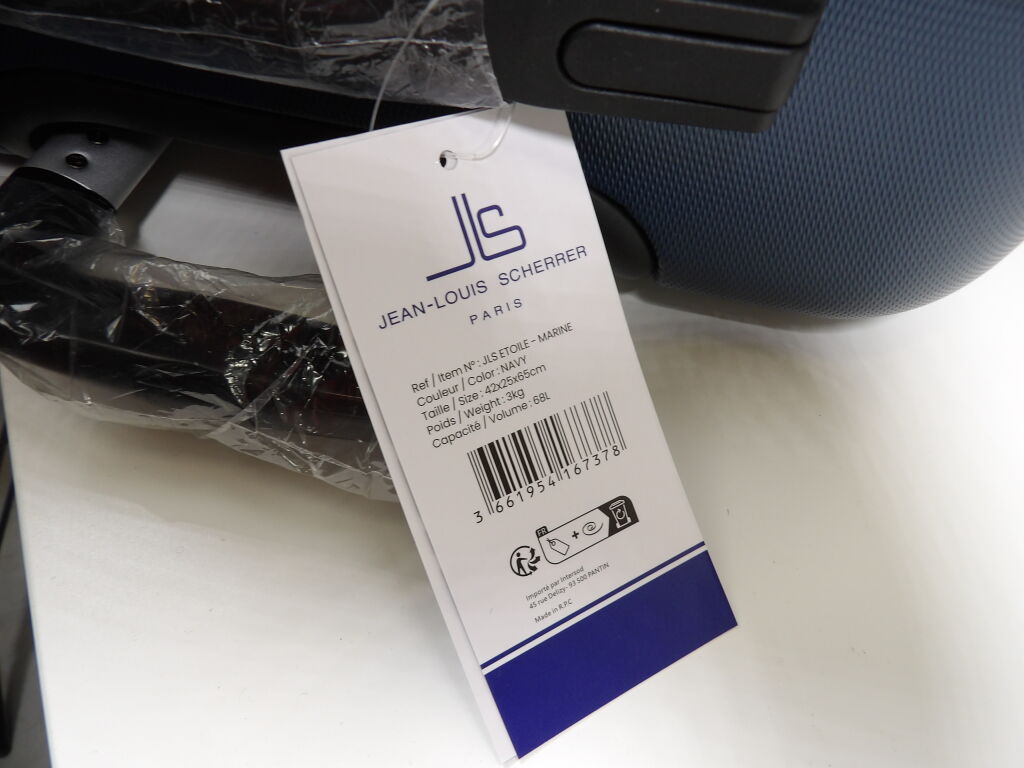 JLS
JEAN-LOUIS SCHERRER
PARIS
Ref / Item N° : JLS ETOILE - MARINE
Couleur / Color : NAVY
Taille / Size : 42x25x65cm
Poids / Weight : 3kg
Capacité / Volume : 68L
3 661954 167378
FR
+
Importé par Intersod
45 rue Delizy- 93 500 PANTIN
Made in R.P.C